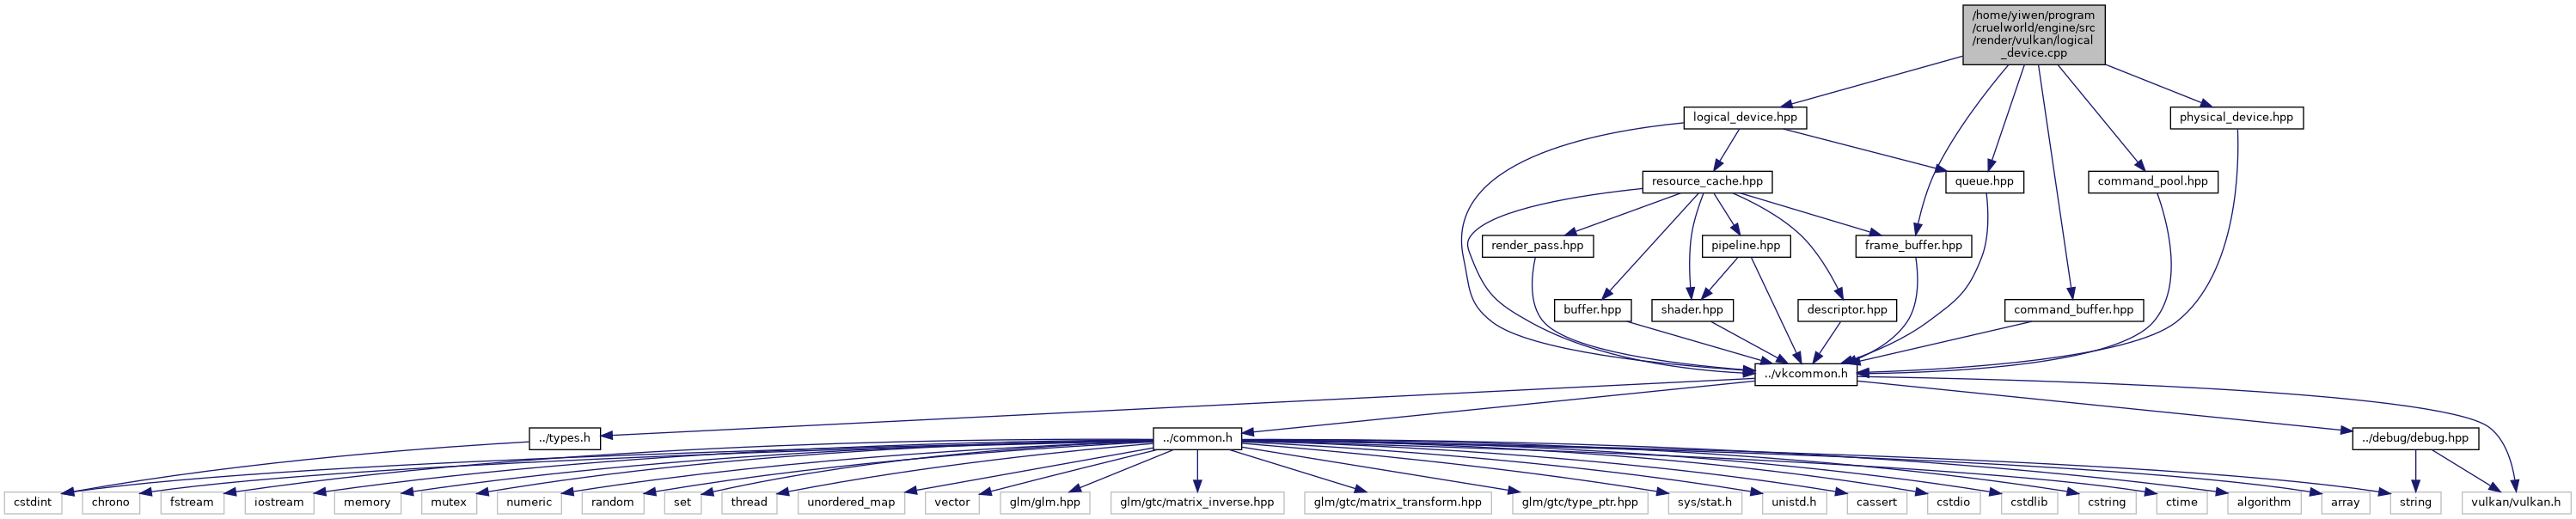 /home/yiwen/program
/cruelworld/engine/src
/render/vulkan/logical
_device.cpp
logical_device.hpp
physical_device.hpp
resource_cache.hpp
queue.hpp
command_pool.hpp
render_pass.hpp
pipeline.hpp
frame_buffer.hpp
buffer.hpp
shader.hpp
descriptor.hpp
command_buffer.hpp
../vkcommon.h
../types.h
../common.h
../debug/debug.hpp
cstdint
chrono
fstream
iostream
memory
mutex
numeric
random
set
thread
unordered_map
vector
glm/glm.hpp
glm/gtc/matrix_inverse.hpp
glm/gtc/matrix_transform.hpp
glm/gtc/type_ptr.hpp
sys/stat.h
unistd.h
cassert
cstdio
cstdlib
cstring
ctime
algorithm
array
string
vulkan/vulkan.h